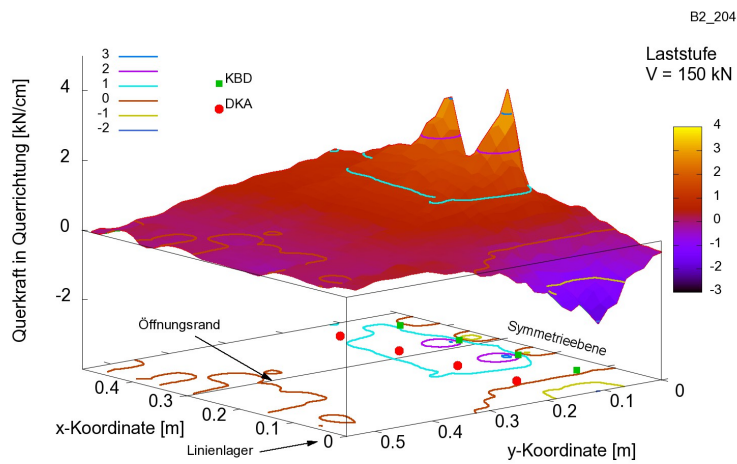 B2_204
Laststufe
V = 150 kN
3
2
1
0
-1
-2
KBD
DKA
Querkraft in Querrichtung [kN/cm]
4
2
0
-2
4
3
2
1
0
-1
-2
-3
Öffnungsrand
Symmetrieebene
0.4
0.3
0.2
0.1
0
x-Koordinate [m]
Linienlager
0.5
0.4
0.3
0.2
0.1
0
y-Koordinate [m]